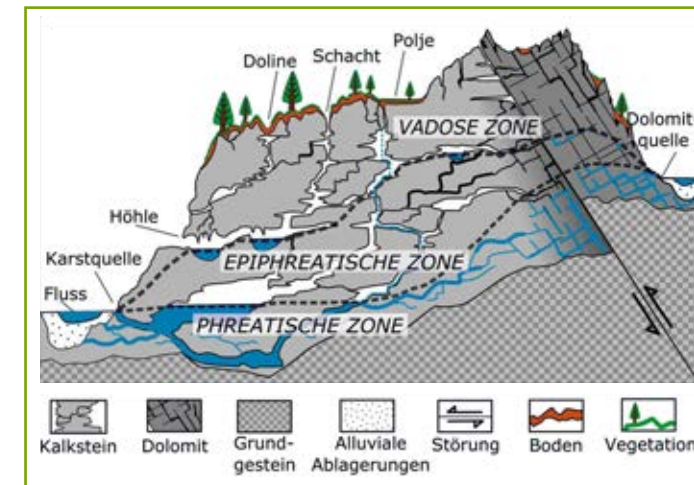 Polje
Schacht
Doline
VADOSE ZONE
Dolomit-
quelle
Höhle
Karstquelle
EPIPHREATISCHE ZONE
Fluss
PHREATISCHE ZONE
Kalkstein
Dolomit
Grund-
gestein
Alluviale
Ablagerungen
Störung
Boden
Vegetation